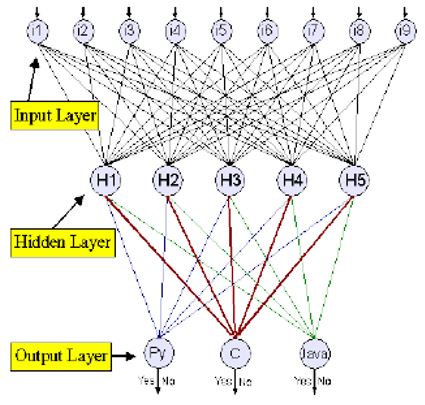 i1 i2 i3 i4 i5 i6 i7 i8 i9
Input Layer
H1 H2 H3 H4 H5
Hidden Layer
Output Layer
Py C Java
Yes No Yes No Yes No